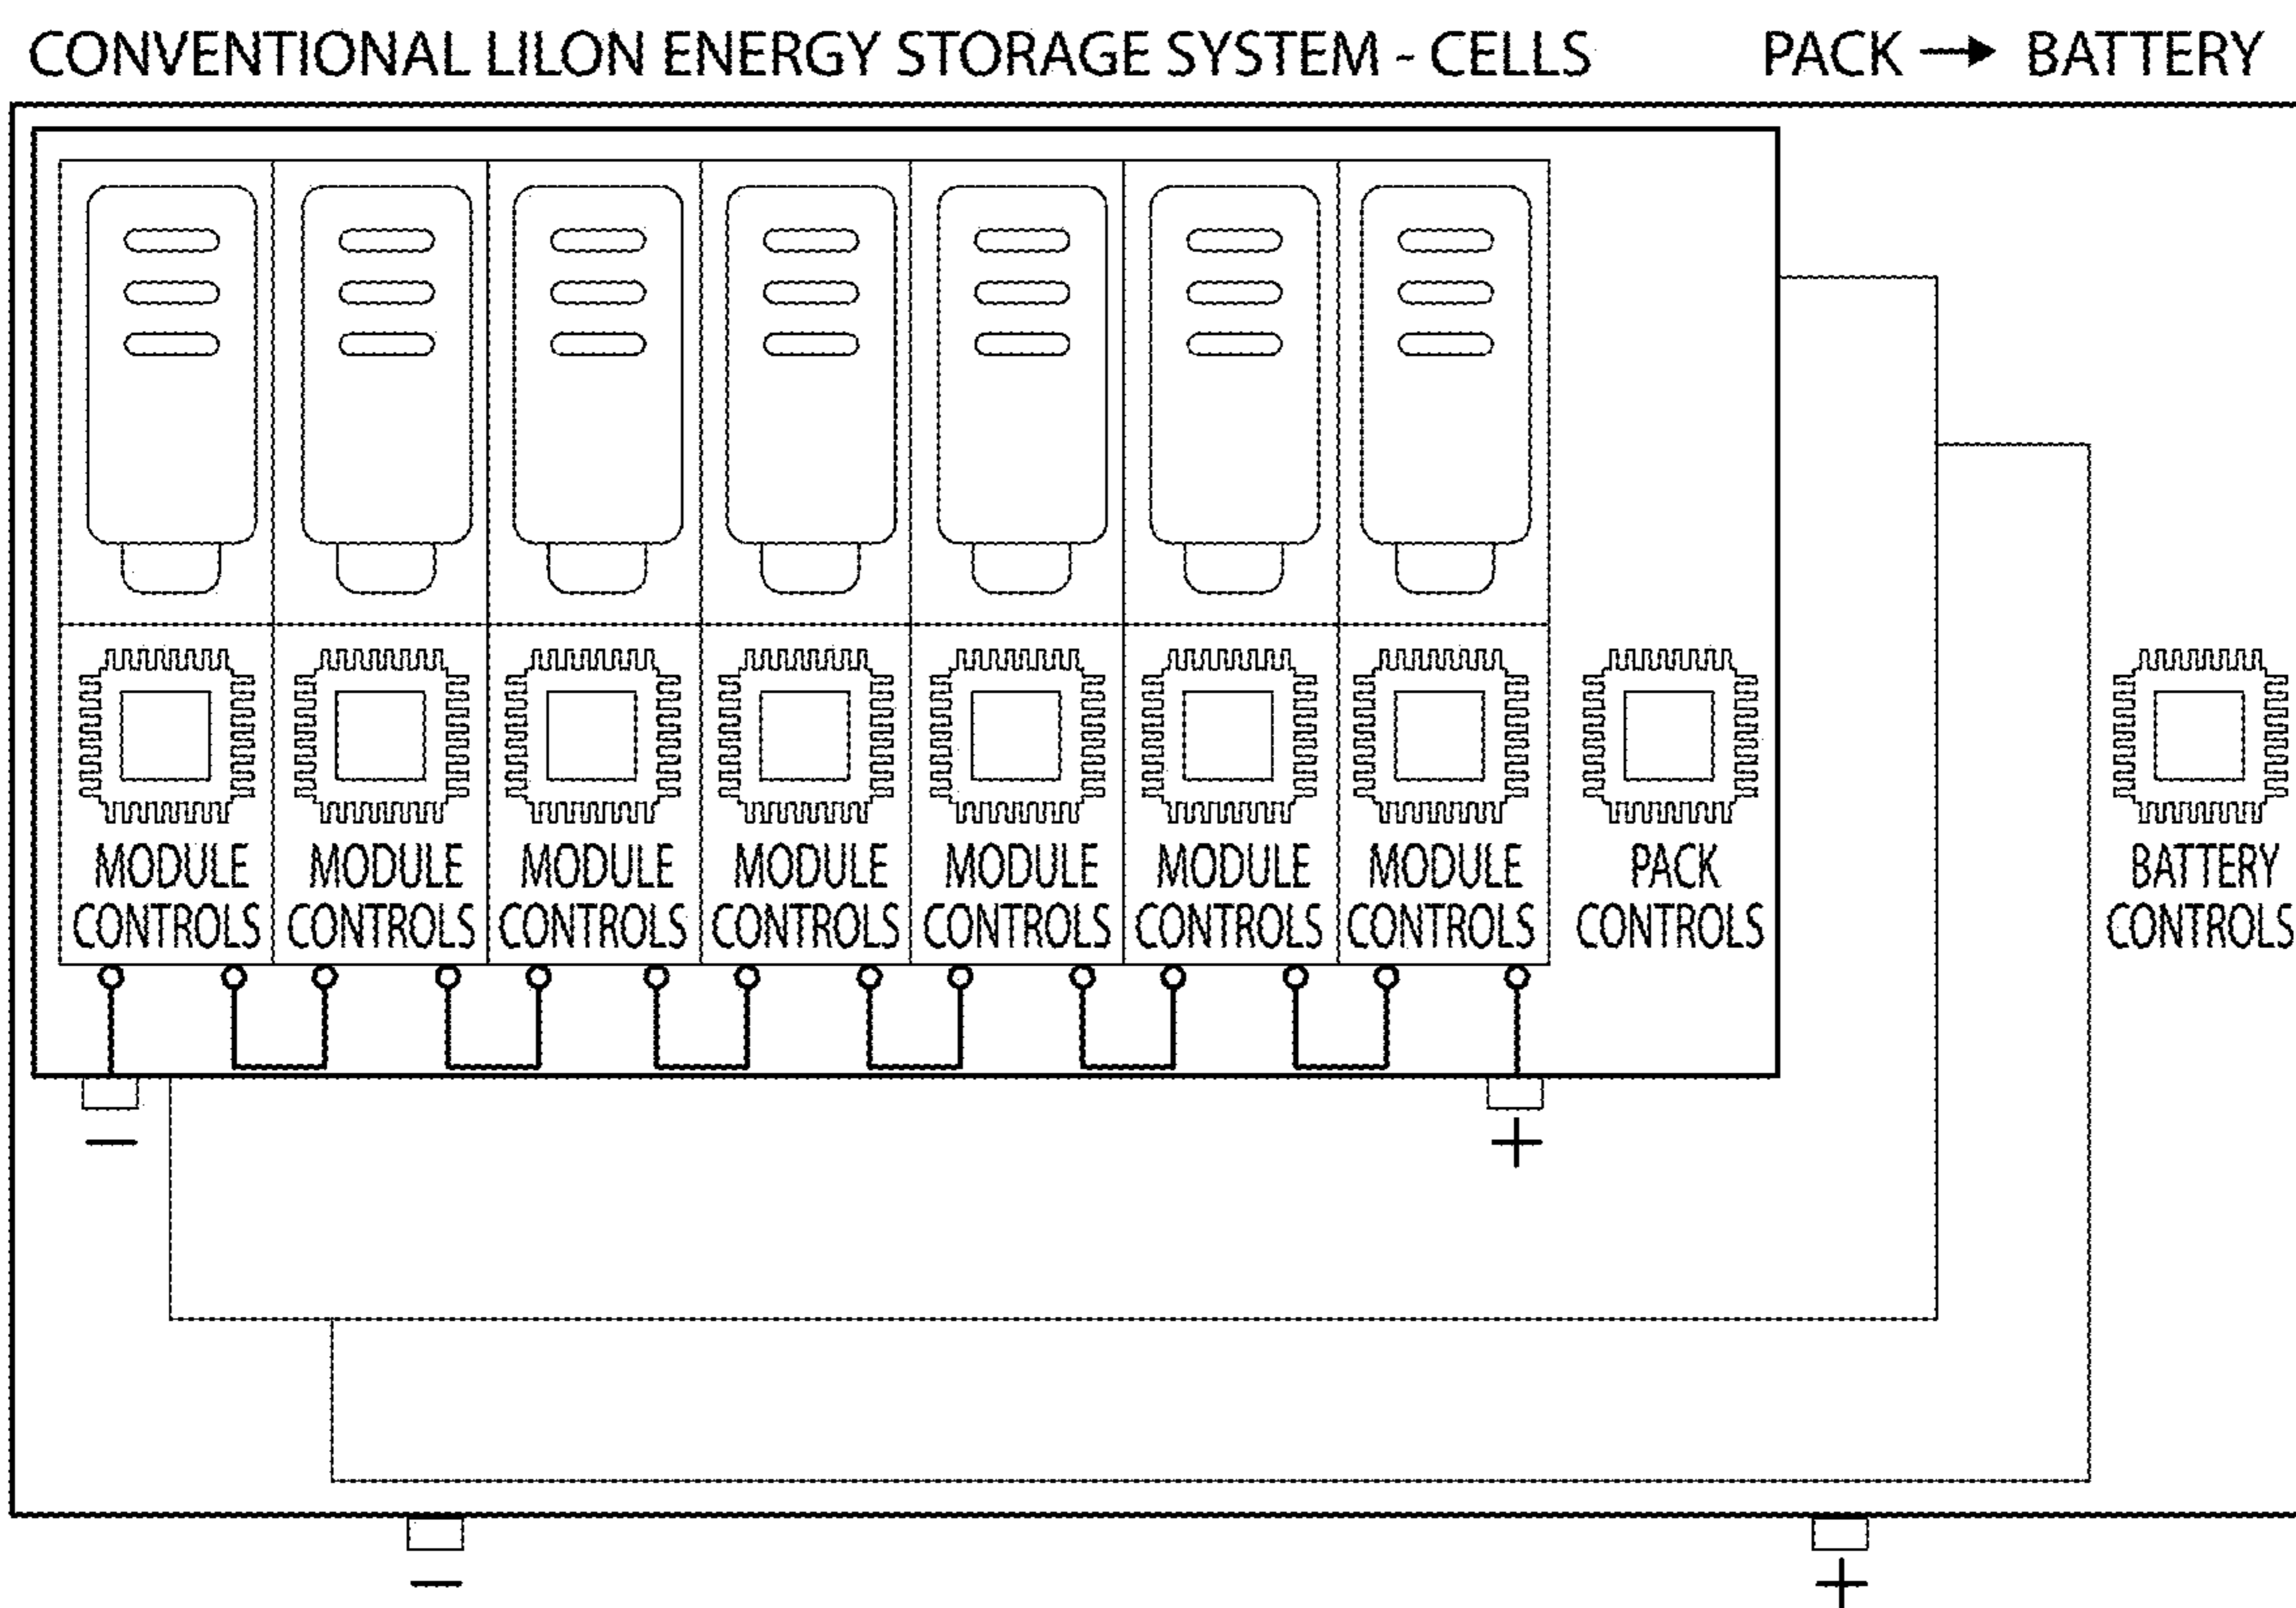 CONVENTIONAL LILON ENERGY STORAGE SYSTEM - CELLS PACK → BATTERY
MODULE MODULE MODULE MODULE MODULE MODULE MODULE PACK BATTERY
CONTROLS CONTROLS CONTROLS CONTROLS CONTROLS CONTROLS CONTROLS CONTROLS CONTROLS
− +
− +